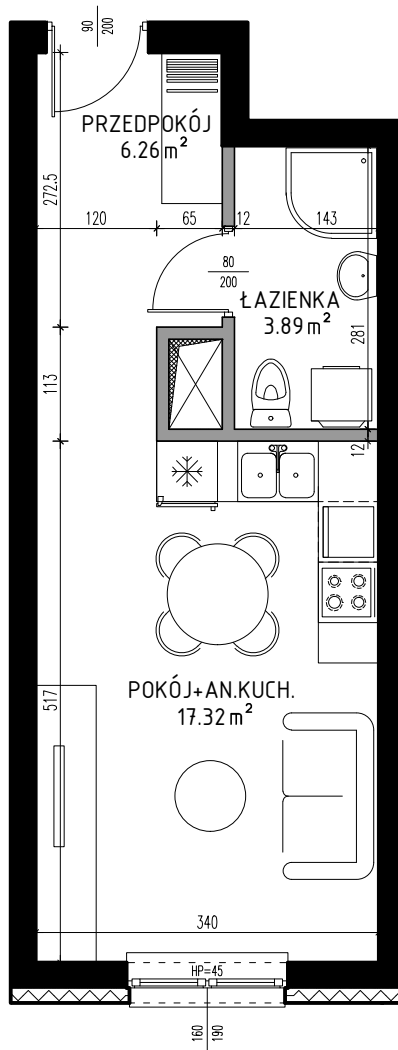 90
200
PRZEDPOKÓJ
6.26 m²
272.5
120
65
12
143
80
200
ŁAZIENKA
3.89 m²
281
113
12
POKÓJ+AN.KUCH.
17.32 m²
517
340
HP=45
160
190